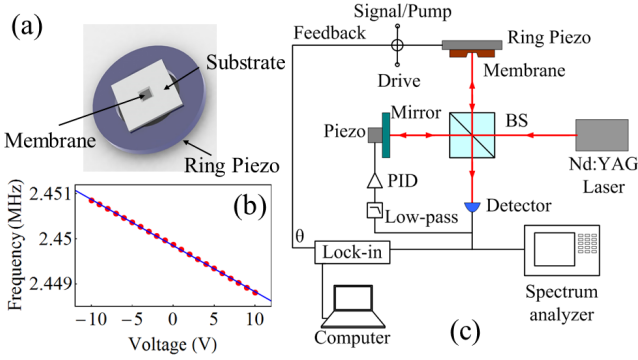 (a)
Substrate
Membrane
Ring Piezo
(b)
Frequency (MHz)
2.451
2.45
2.449
−10 −5 0 5 10
Voltage (V)
Signal/Pump
Feedback
Ring Piezo
Drive
Membrane
Mirror
BS
Piezo
Nd:YAG
Laser
PID
Detector
Low-pass
θ
Lock-in
Spectrum
analyzer
Computer
(c)